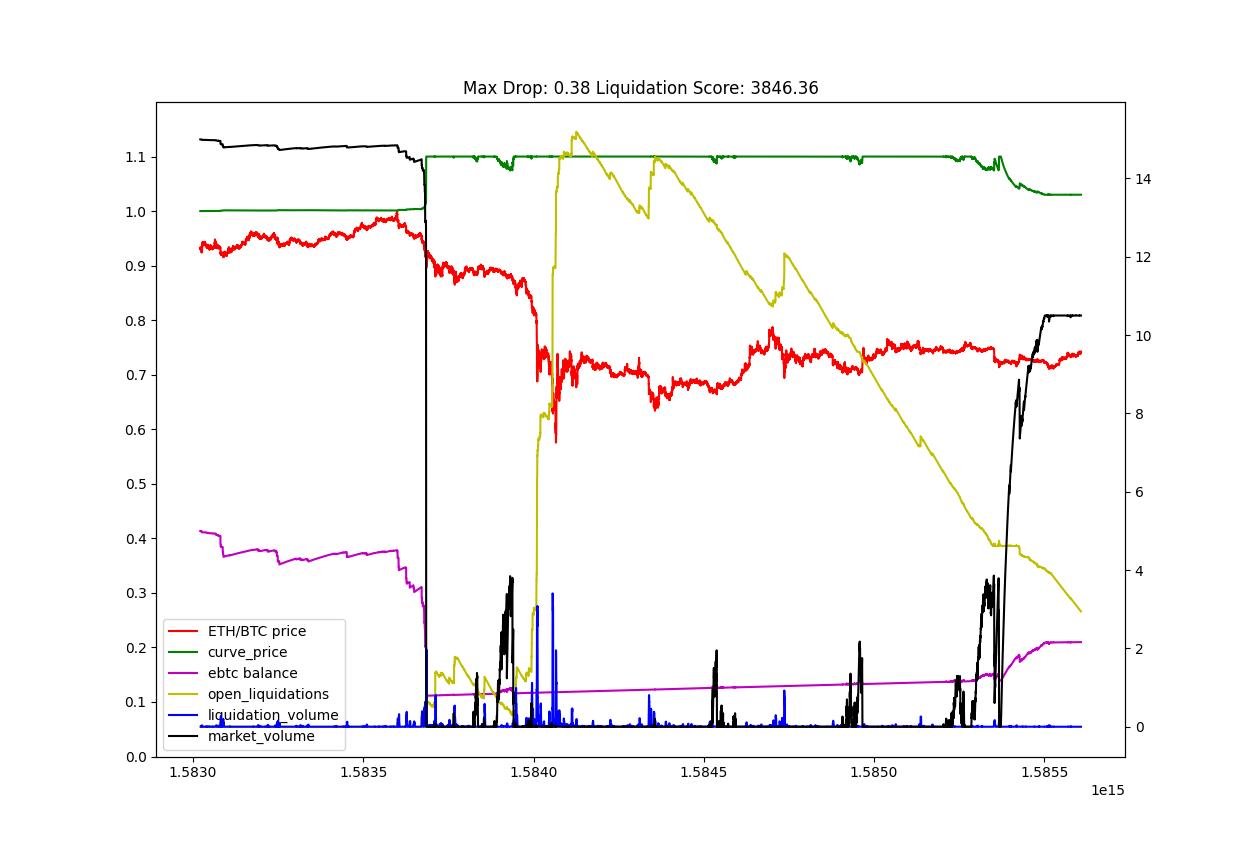 Max Drop: 0.38 Liquidation Score: 3846.36
1.1
1.0
0.9
0.8
0.7
0.6
0.5
0.4
0.3
0.2
0.1
0.0
14
12
10
8
6
4
2
0
ETH/BTC price
curve_price
ebtc balance
open_liquidations
liquidation_volume
market_volume
1.5830 1.5835 1.5840 1.5845 1.5850 1.5855
1e15